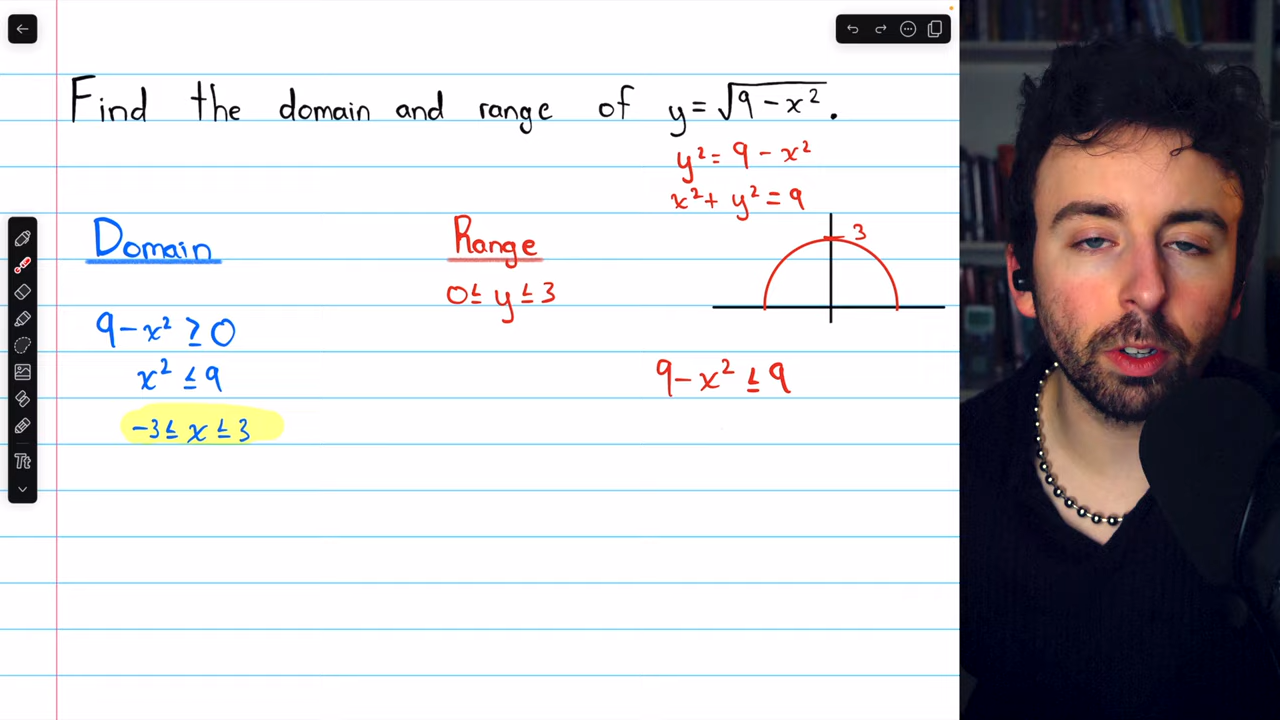 Find the domain and range of y = √(9 - x²).
y² = 9 - x²
x² + y² = 9
Domain
9 - x² ≥ 0
x² ≤ 9
-3 ≤ x ≤ 3
Range
0 ≤ y ≤ 3
3
9 - x² ≤ 9
Tt